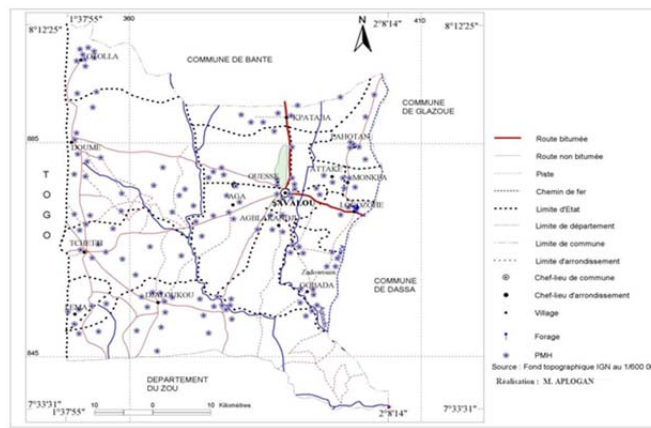 360
410
1°37'55"
2°8'14"
8°12'25"
8°12'25"
N
COMMUNE DE BANTE
COMMUNE
DE GLAZOUE
KPATABA
885
DOUME
OUESSE
ATTAKE
MONKPA
TOGO
SAVALOU
AGA
TCHETTI
COMMUNE
DE DASSA
GOBADA
DJALOUKOU
845
DEPARTEMENT
DU ZOU
7°33'31"
10 0 10 Kilomètres
7°33'31"
1°37'55"
2°8'14"
Route bitumée
Route non bitumée
Piste
Chemin de fer
Limite d'Etat
Limite de département
Limite de commune
Limite d'arrondissement
Chef-lieu de commune
Chef-lieu d'arrondissement
Village
Forage
PMH
Source : Fond topographique IGN au 1/600 00
Réalisation : M. APLOGAN